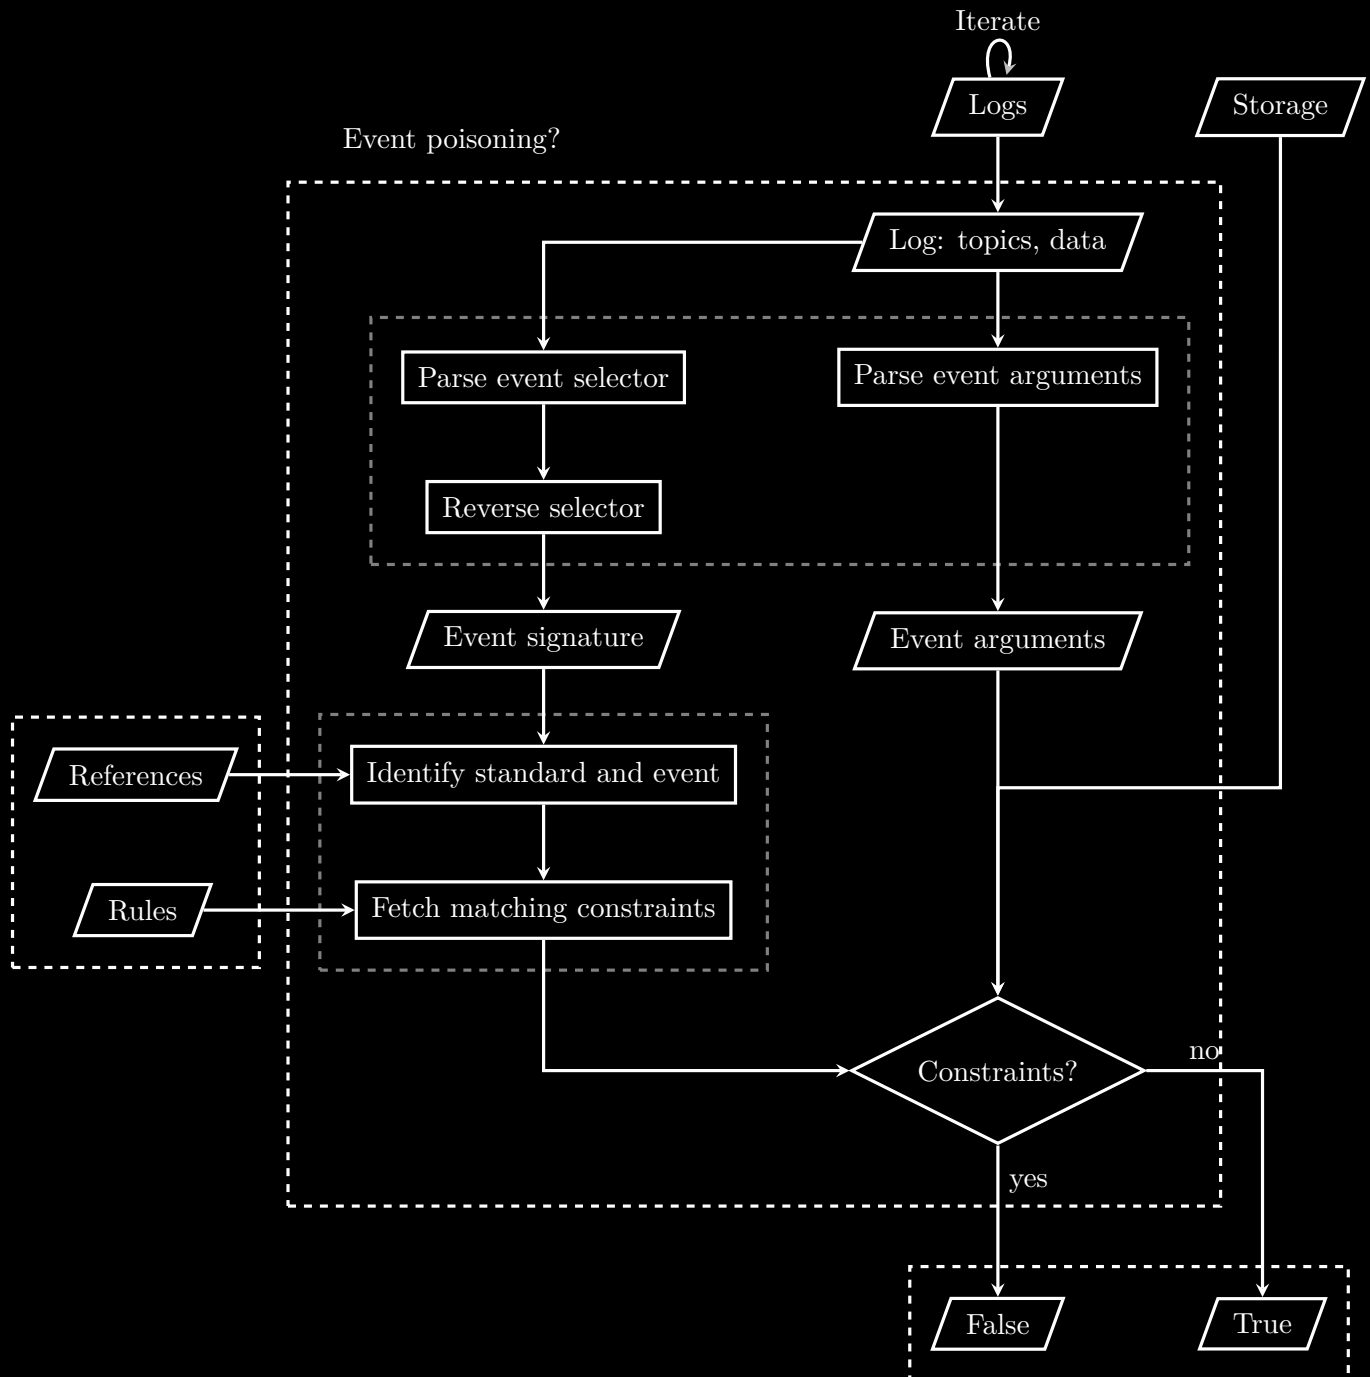 Iterate
Logs
Storage
Event poisoning?
Log: topics, data
Parse event selector
Parse event arguments
Reverse selector
Event signature
Event arguments
References
Identify standard and event
Rules
Fetch matching constraints
no
Constraints?
yes
False
True